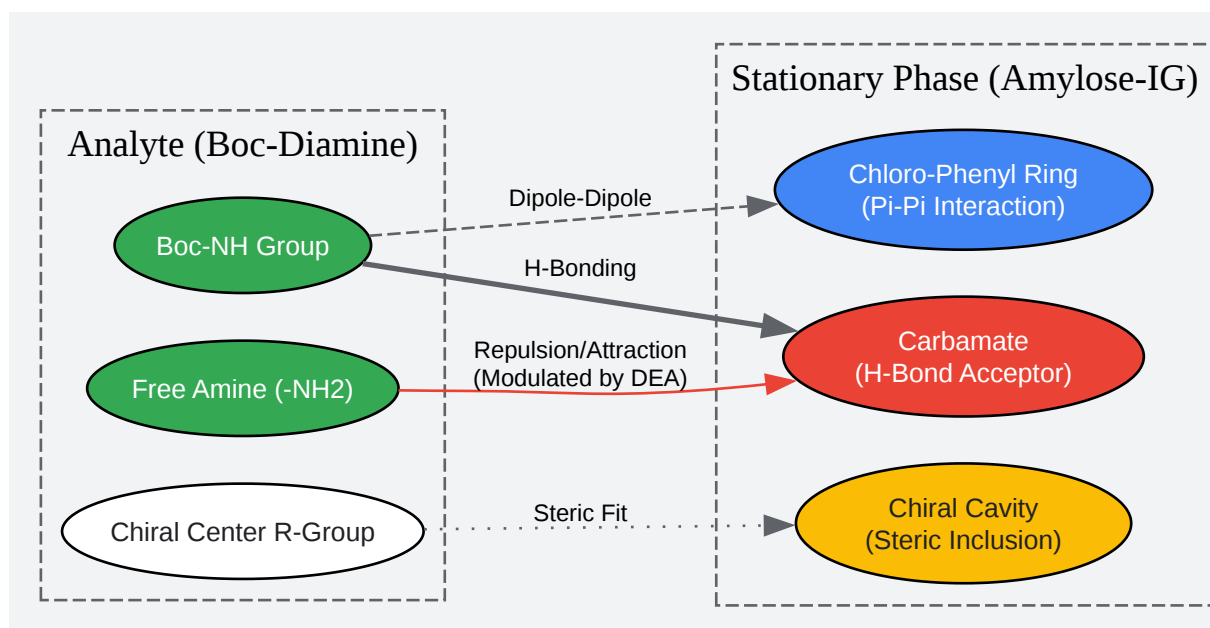 Stationary Phase (Amylose-IG)
Analyte (Boc-Diamine)
Chloro-Phenyl Ring
(Pi-Pi Interaction)
Dipole-Dipole
Boc-NH Group
H-Bonding
Carbamate
(H-Bond Acceptor)
Repulsion/Attraction
(Modulated by DEA)
Free Amine (-NH2)
Chiral Cavity
(Steric Inclusion)
Steric Fit
Chiral Center R-Group